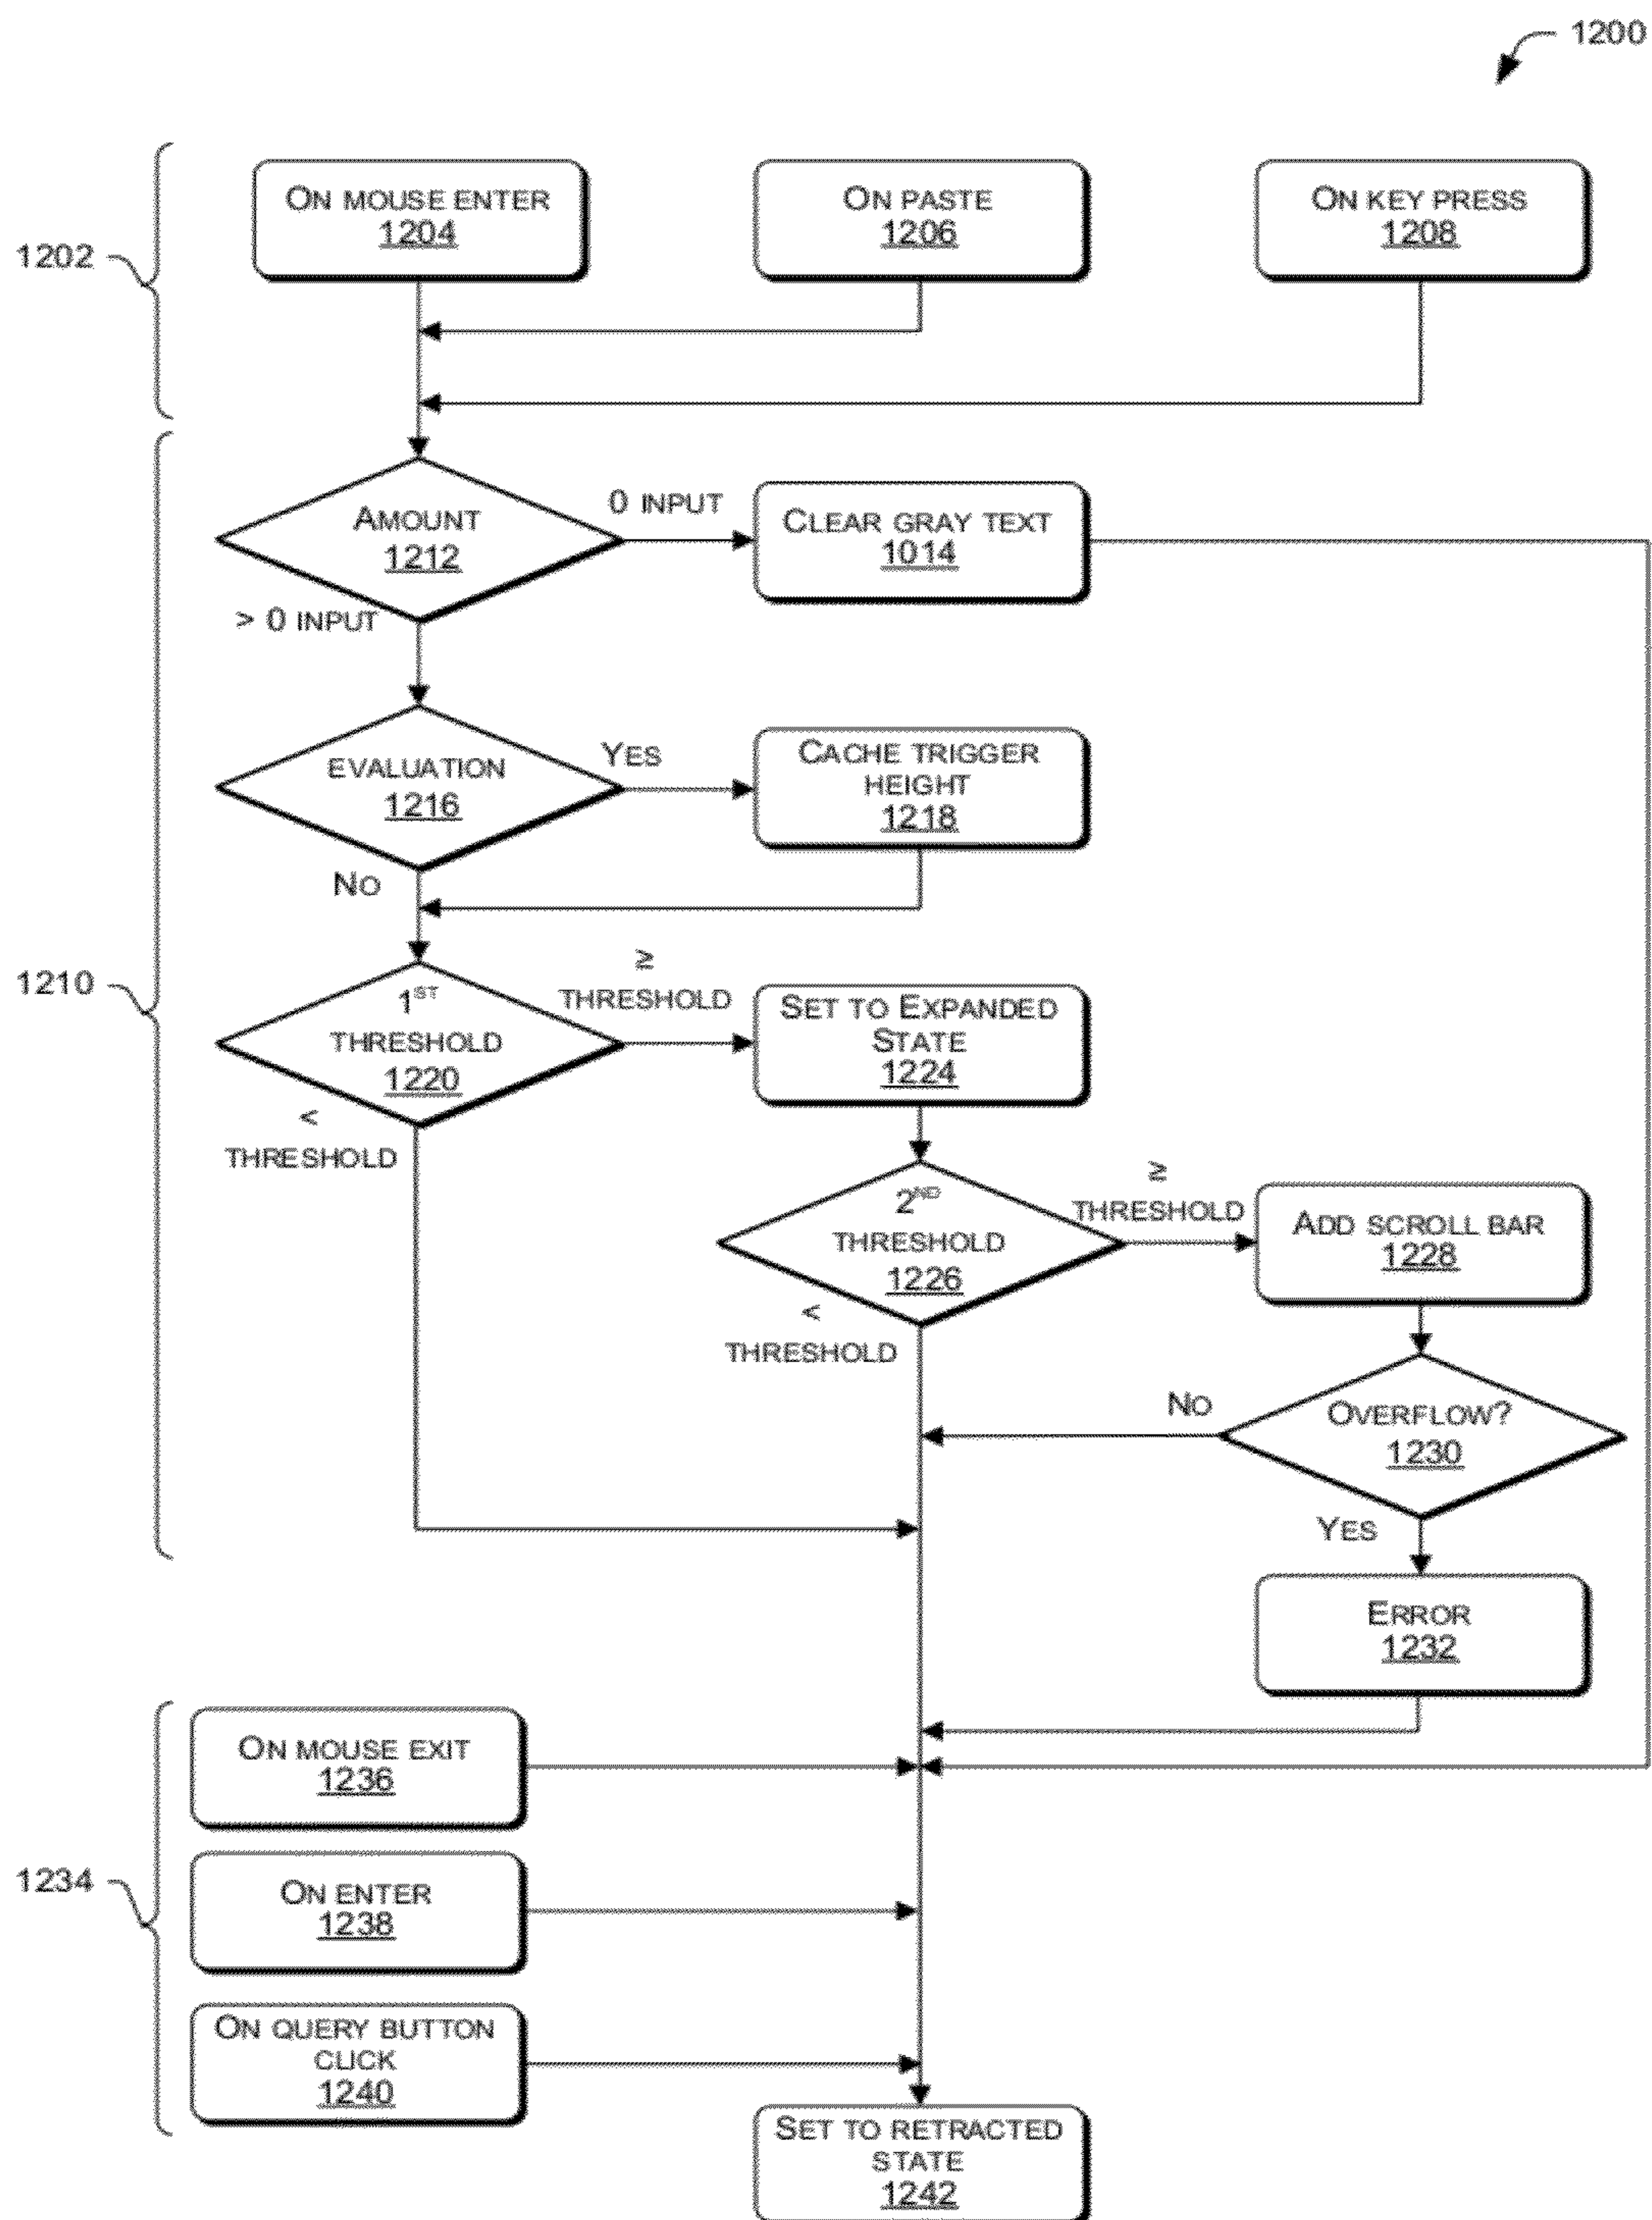 1200
ON MOUSE ENTER
1204
ON PASTE
1206
ON KEY PRESS
1208
1202
AMOUNT
1212
0 INPUT
> 0 INPUT
CLEAR GRAY TEXT
1014
EVALUATION
1216
YES
NO
CACHE TRIGGER
HEIGHT
1218
1210
1ST
THRESHOLD
1220
≥
THRESHOLD
<
THRESHOLD
SET TO EXPANDED
STATE
1224
2ND
THRESHOLD
1226
≥
THRESHOLD
<
THRESHOLD
ADD SCROLL BAR
1228
OVERFLOW?
1230
NO
YES
ERROR
1232
1234
ON MOUSE EXIT
1236
ON ENTER
1238
ON QUERY BUTTON
CLICK
1240
SET TO RETRACTED
STATE
1242